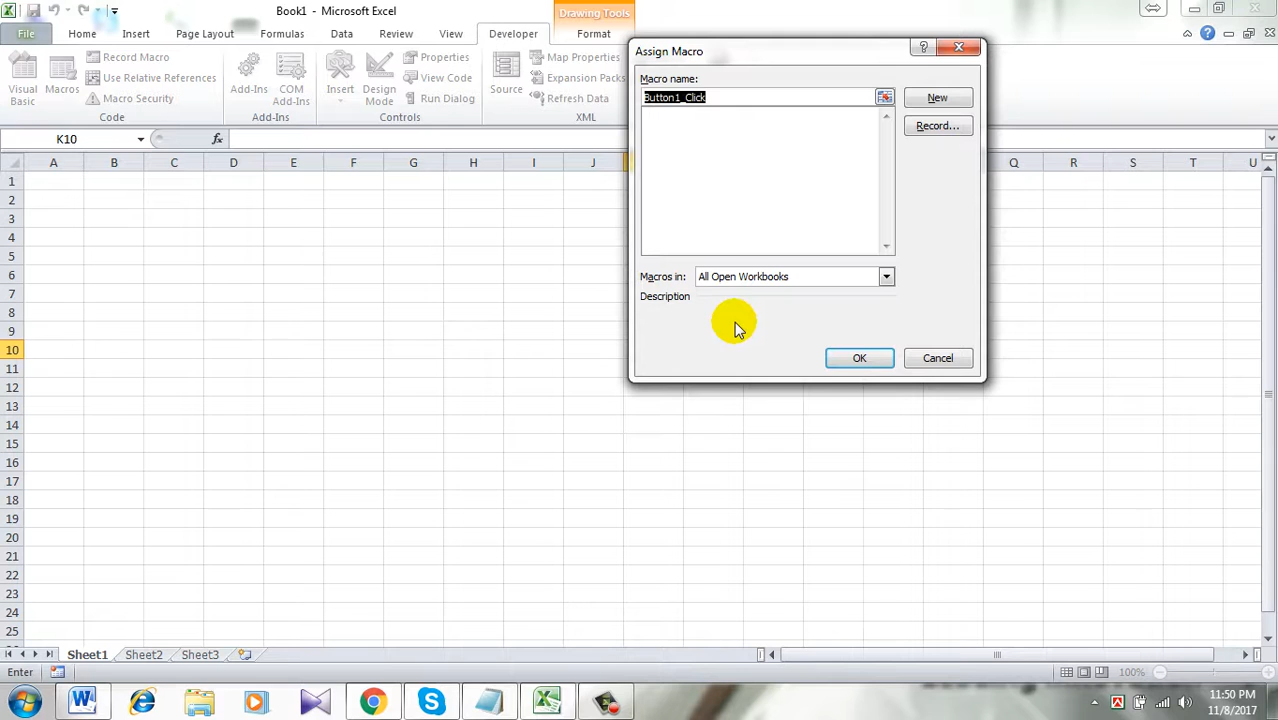 Book1 - Microsoft Excel
Drawing Tools
File Home Insert Page Layout Formulas Data Review View Developer Format
Visual Basic
Macros
Record Macro
Use Relative References
Macro Security
Code
Add-Ins
COM Add-Ins
Add-Ins
Insert
Design Mode
Properties
View Code
Run Dialog
Controls
Source
Map Properties
Expansion Packs
Refresh Data
XML
K10
fx
A B C D E F G H I J Q R S T U
1
2
3
4
5
6
7
8
9
10
11
12
13
14
15
16
17
18
19
20
21
22
23
24
25
Assign Macro
Macro name:
Button1_Click
New
Record...
Macros in: All Open Workbooks
Description
OK Cancel
Sheet1 Sheet2 Sheet3
Enter
100%
11:50 PM
11/8/2017